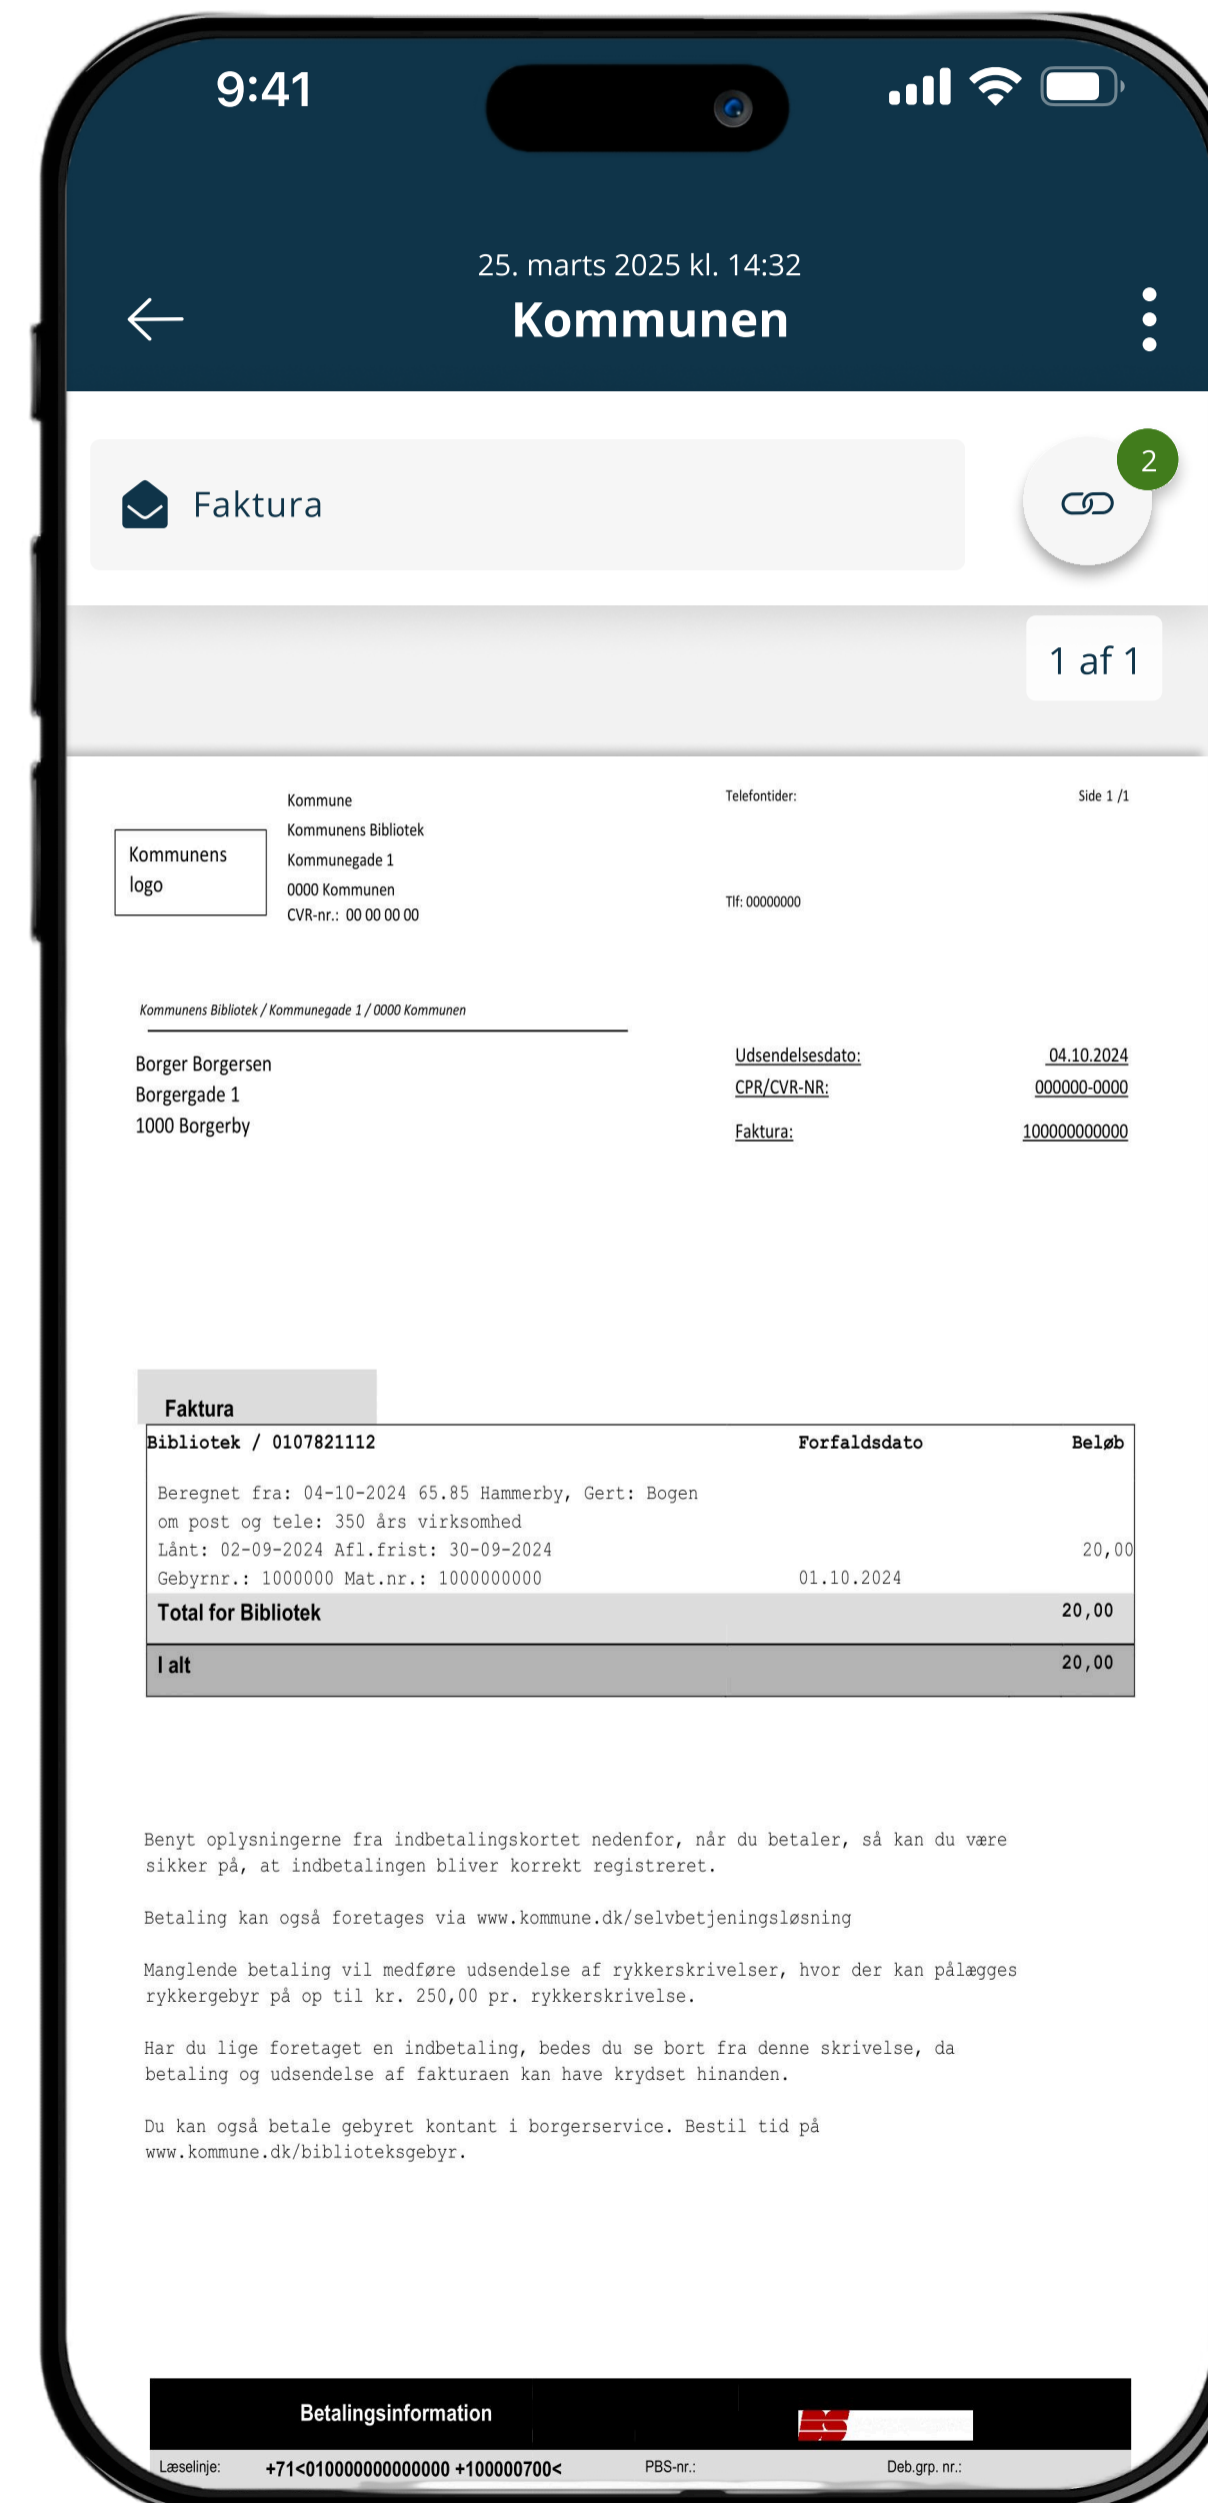 9:41
25. marts 2025 kl. 14:32
Kommunen
Faktura
2
1 af 1
Kommune
Telefontider:
Side 1 /1
Kommunens Bibliotek
Kommunens
logo
Kommunegade 1
0000 Kommunen
Tlf: 00000000
CVR-nr.: 00 00 00 00
Kommunens Bibliotek / Kommunegade 1 / 0000 Kommunen
Borger Borgersen
Borgergade 1
1000 Borgerby
Udsendelsesdato: 04.10.2024
CPR/CVR-NR: 000000-0000
Faktura: 100000000000
Faktura
Bibliotek / 0107821112 Forfaldsdato Beløb
Beregnet fra: 04-10-2024 65.85 Hammerby, Gert: Bogen
om post og tele: 350 års virksomhed
Lånt: 02-09-2024 Afl.frist: 30-09-2024 20,00
Gebyrnr.: 1000000 Mat.nr.: 1000000000 01.10.2024
Total for Bibliotek 20,00
I alt 20,00
Benyt oplysningerne fra indbetalingskortet nedenfor, når du betaler, så kan du være
sikker på, at indbetalingen bliver korrekt registreret.
Betaling kan også foretages via www.kommune.dk/selvbetjeningsløsning
Manglende betaling vil medføre udsendelse af rykkerskrivelser, hvor der kan pålægges
rykkergebyr på op til kr. 250,00 pr. rykkerskrivelse.
Har du lige foretaget en indbetaling, bedes du se bort fra denne skrivelse, da
betaling og udsendelse af fakturaen kan have krydset hinanden.
Du kan også betale gebyret kontant i borgerservice. Bestil tid på
www.kommune.dk/biblioteksgebyr.
Betalingsinformation
Læselinje: +71<010000000000000 +100000700< PBS-nr.: Deb.grp. nr.: